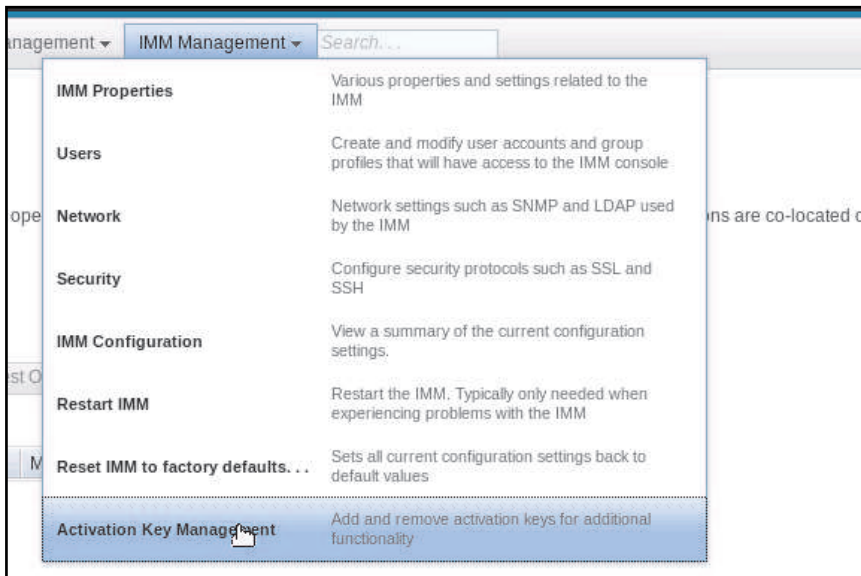 anagement IMM Management Search...
IMM Properties Various properties and settings related to the
IMM
Users Create and modify user accounts and group
profiles that will have access to the IMM console
ope Network Network settings such as SNMP and LDAP used ons are co-located
by the IMM
Security Configure security protocols such as SSL and
SSH
IMM Configuration View a summary of the current configuration
settings.
st O
Restart IMM Restart the IMM. Typically only needed when
experiencing problems with the IMM
M Reset IMM to factory defaults. . . Sets all current configuration settings back to
default values
Activation Key Management Add and remove activation keys for additional
functionality